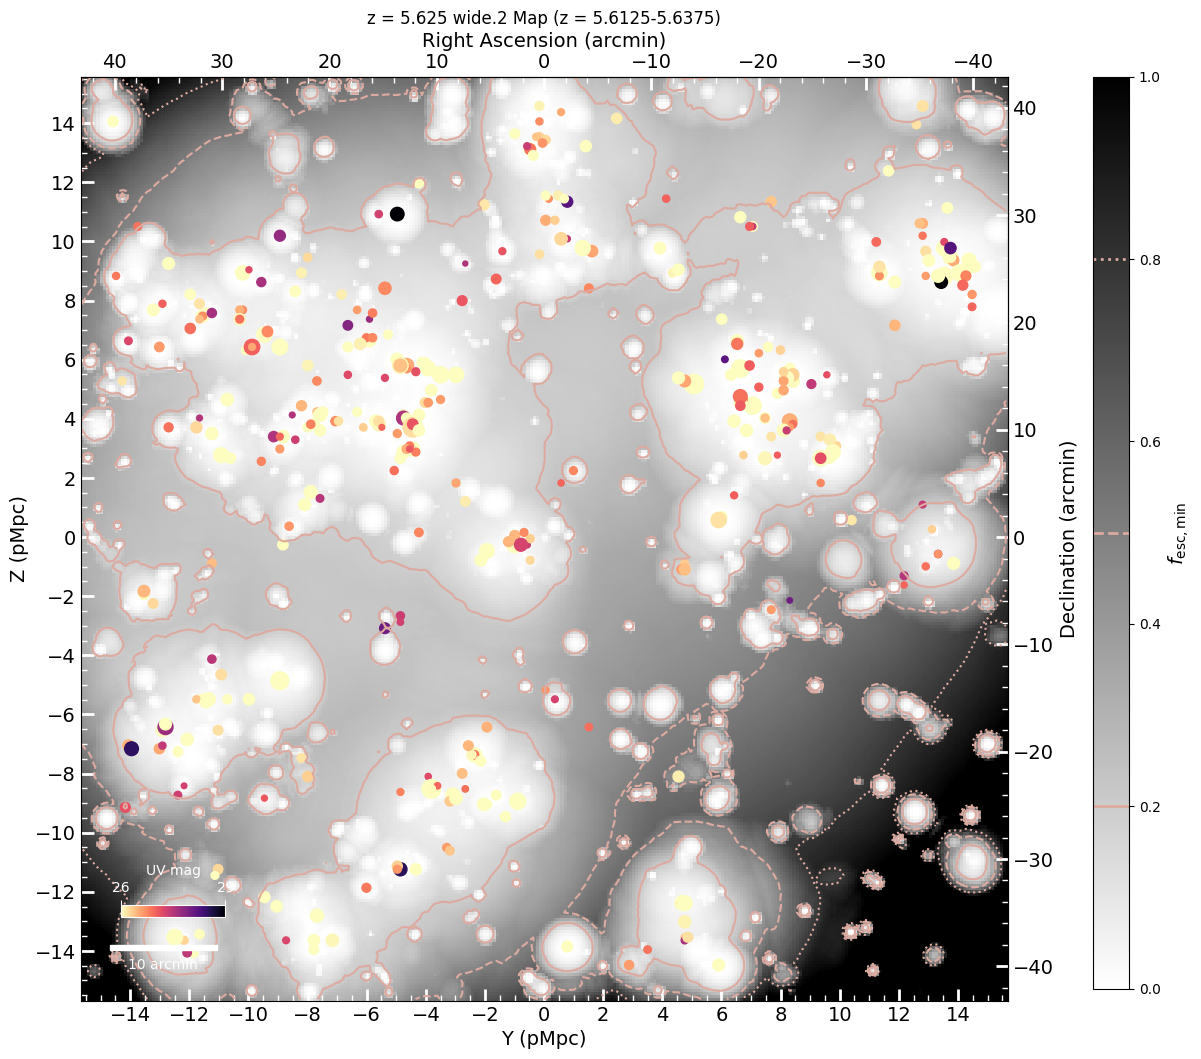 z = 5.625 wide.2 Map (z = 5.6125-5.6375)
Right Ascension (arcmin)
40 30 20 10 0 −10 −20 −30 −40
14 12 10 8 6 4 2 0 −2 −4 −6 −8 −10 −12 −14
Z (pMpc)
40 30 20 10 0 −10 −20 −30 −40
Declination (arcmin)
1.0 0.8 0.6 0.4 0.2 0.0
fesc,min
UV mag
26 29
10 arcmin
−14 −12 −10 −8 −6 −4 −2 0 2 4 6 8 10 12 14
Y (pMpc)